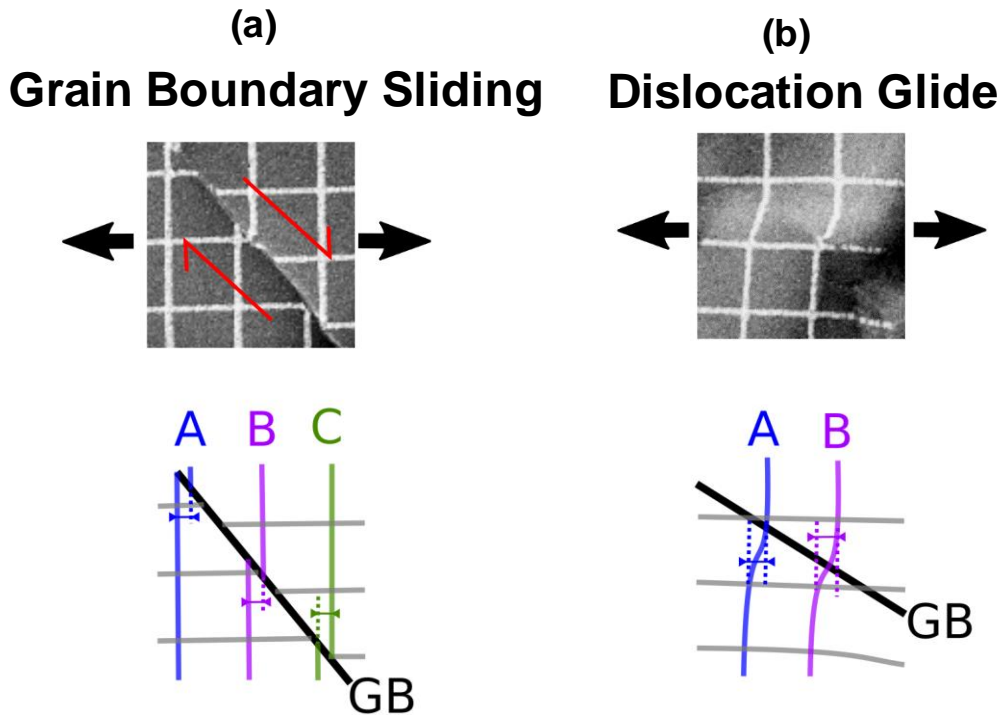 (a)
Grain Boundary Sliding
(b)
Dislocation Glide
A B C
GB
A B
GB